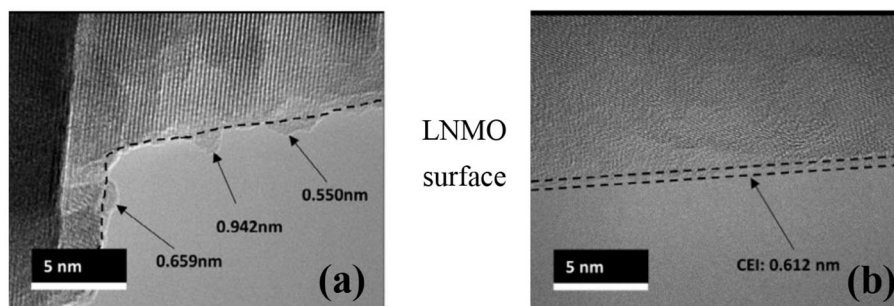 0.550nm
0.942nm
0.659nm
5 nm
(a)
LNMO
surface
CEI: 0.612 nm
5 nm
(b)